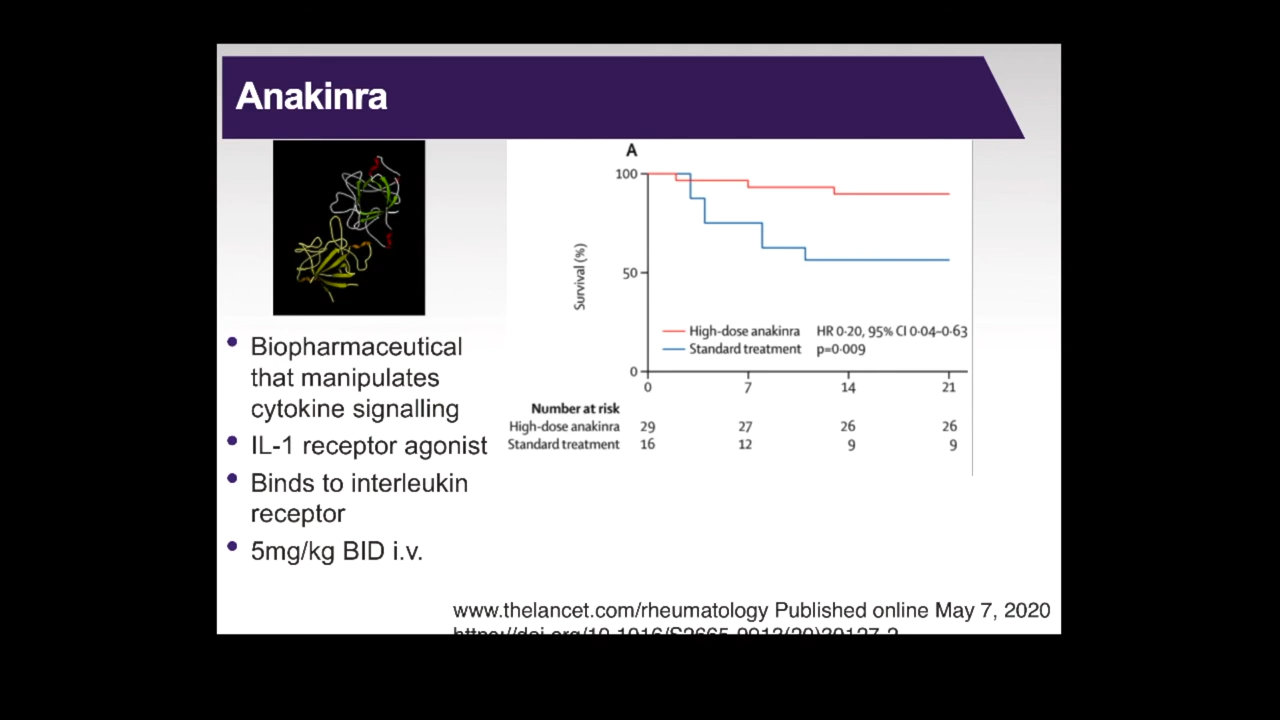 Anakinra
Biopharmaceutical
that manipulates
cytokine signalling
IL-1 receptor agonist
Binds to interleukin
receptor
5mg/kg BID i.v.
A
100
50
0
Survival (%)
High-dose anakinra HR 0·20, 95% CI 0·04–0·63
Standard treatment p=0·009
0 7 14 21
Number at risk
High-dose anakinra 29 27 26 26
Standard treatment 16 12 9 9
www.thelancet.com/rheumatology Published online May 7, 2020